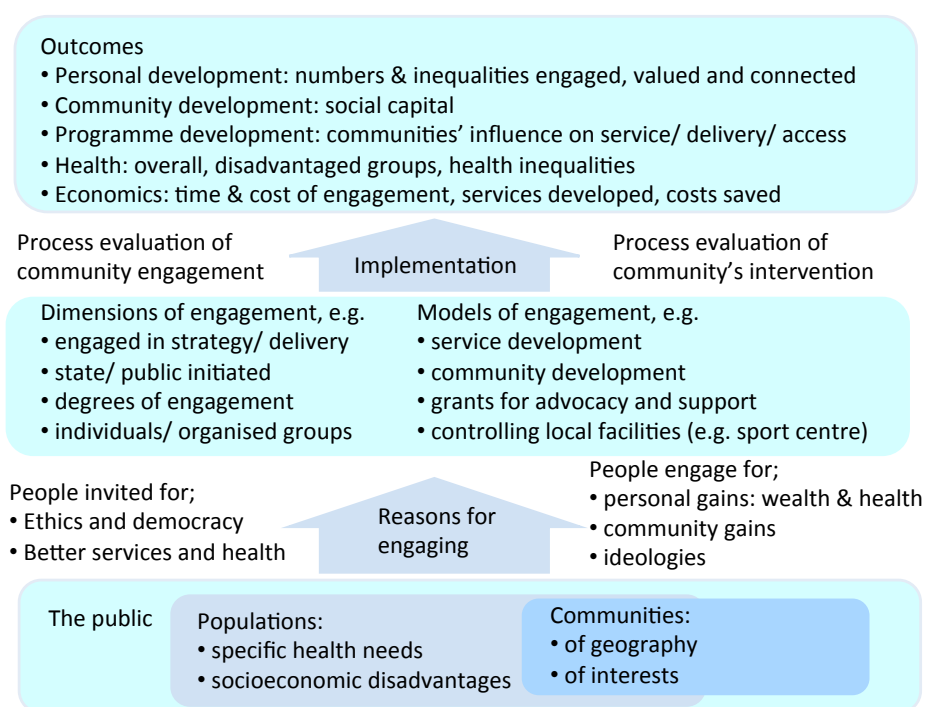 Outcomes
• Personal development: numbers & inequalities engaged, valued and connected
• Community development: social capital
• Programme development: communities’ influence on service/ delivery/ access
• Health: overall, disadvantaged groups, health inequalities
• Economics: time & cost of engagement, services developed, costs saved
Process evaluation of
community engagement
Implementation
Process evaluation of
community’s intervention
Dimensions of engagement, e.g.
• engaged in strategy/ delivery
• state/ public initiated
• degrees of engagement
• individuals/ organised groups
Models of engagement, e.g.
• service development
• community development
• grants for advocacy and support
• controlling local facilities (e.g. sport centre)
People invited for;
• Ethics and democracy
• Better services and health
Reasons for
engaging
People engage for;
• personal gains: wealth & health
• community gains
• ideologies
The public
Populations:
• specific health needs
• socioeconomic disadvantages
Communities:
• of geography
• of interests